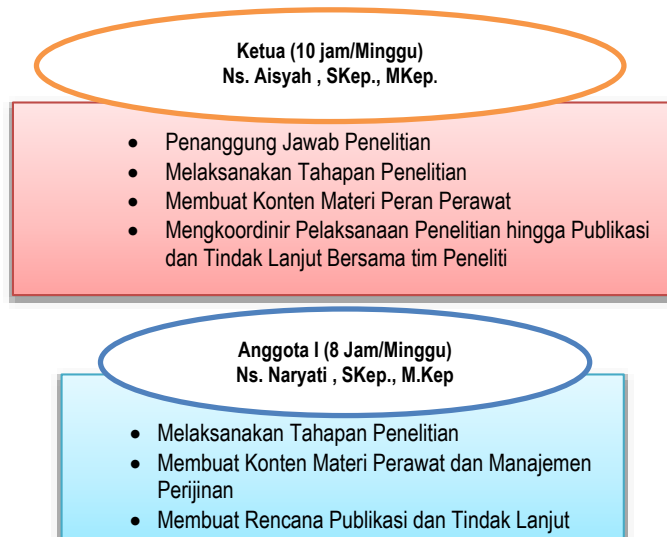 Ketua (10 jam/Minggu)
Ns. Aisyah , SKep., MKep.
• Penanggung Jawab Penelitian
• Melaksanakan Tahapan Penelitian
• Membuat Konten Materi Peran Perawat
• Mengkoordinir Pelaksanaan Penelitian hingga Publikasi
dan Tindak Lanjut Bersama tim Peneliti
Anggota I (8 Jam/Minggu)
Ns. Naryati , SKep., M.Kep
• Melaksanakan Tahapan Penelitian
• Membuat Konten Materi Perawat dan Manajemen
Perijinan
• Membuat Rencana Publikasi dan Tindak Lanjut